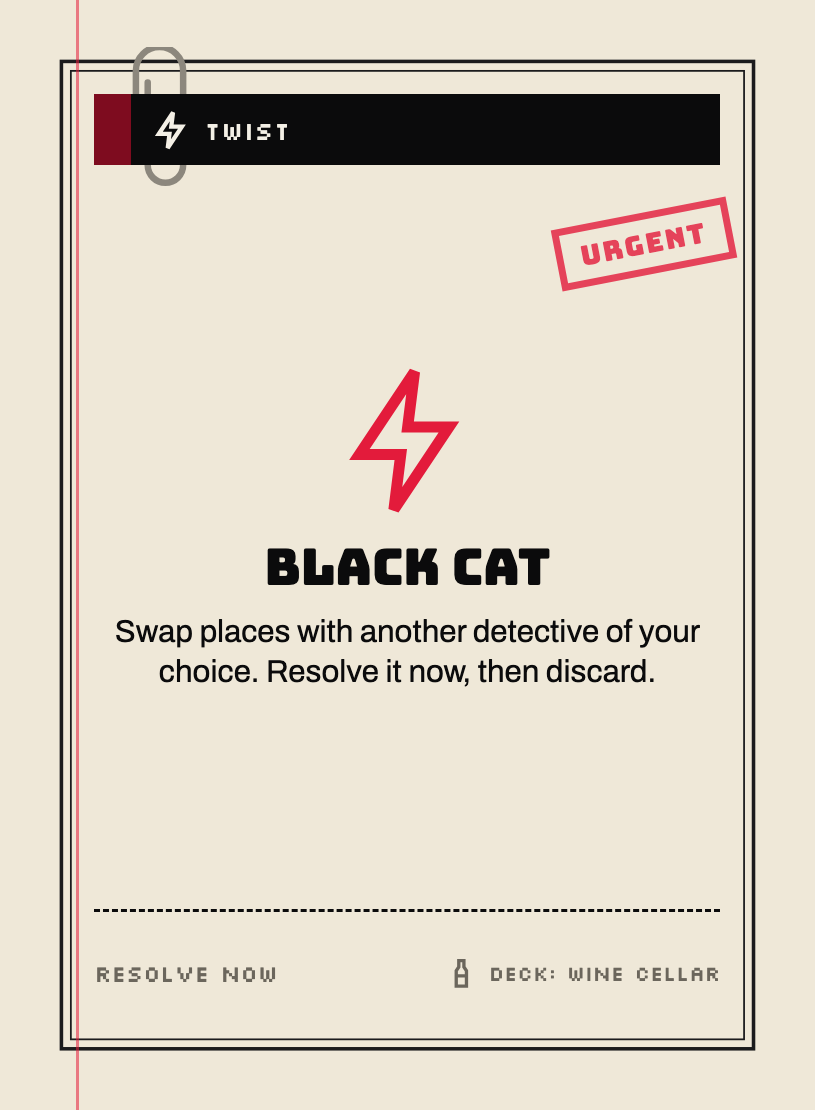 TWIST
URGENT
BLACK CAT
Swap places with another detective of your
choice. Resolve it now, then discard.
RESOLVE NOW
DECK: WINE CELLAR